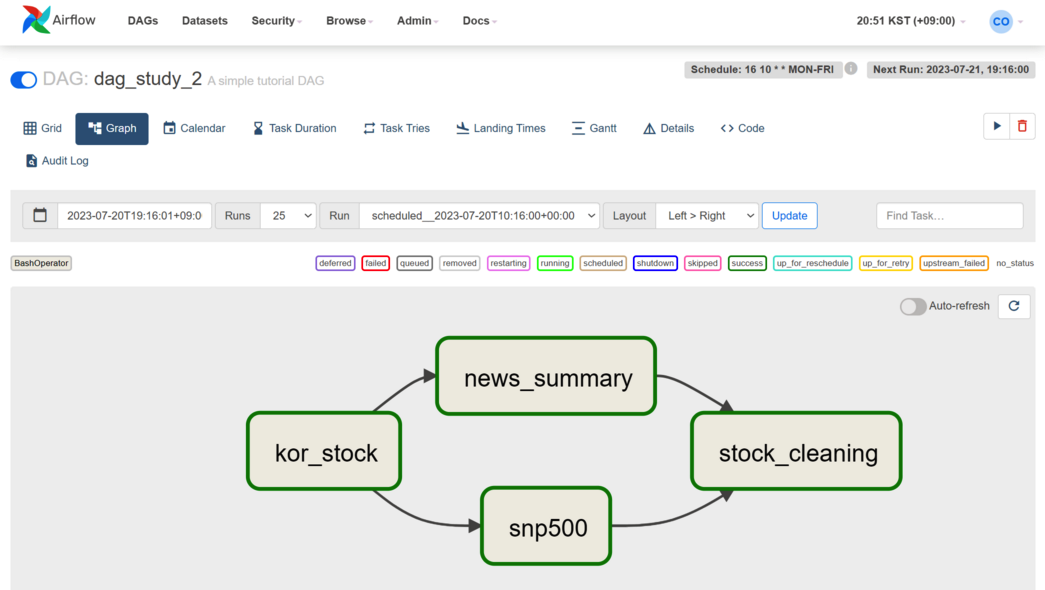 Airflow DAGs Datasets Security Browse Admin Docs 20:51 KST (+09:00) CO
DAG: dag_study_2 A simple tutorial DAG Schedule: 16 10 * * MON-FRI Next Run: 2023-07-21, 19:16:00
Grid Graph Calendar Task Duration Task Tries Landing Times Gantt Details Code
Audit Log
2023-07-20T19:16:01+09:0 Runs 25 Run scheduled__2023-07-20T10:16:00+00:00 Layout Left > Right Update Find Task…
BashOperator deferred failed queued removed restarting running scheduled shutdown skipped success up_for_reschedule up_for_retry upstream_failed no_status
Auto-refresh
news_summary
kor_stock
stock_cleaning
snp500